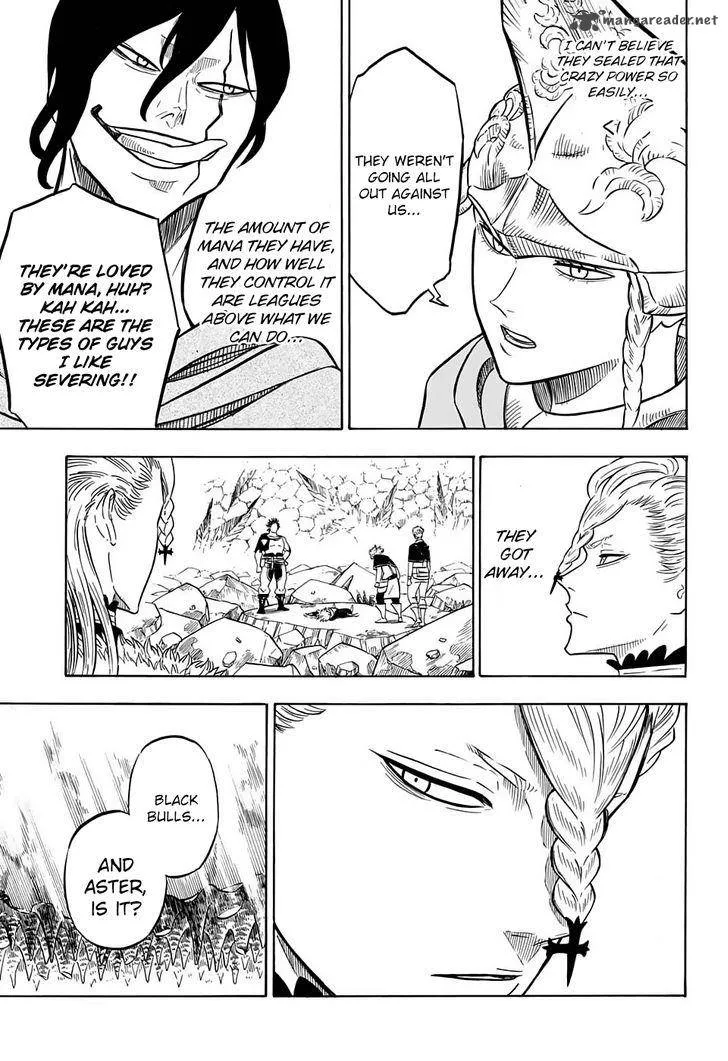 mangareader.net
I CAN'T BELIEVE
THEY SEALED THAT
CRAZY POWER SO
EASILY...
THEY WEREN'T
GOING ALL
OUT AGAINST
US...
THE AMOUNT OF
MANA THEY HAVE,
AND HOW WELL
THEY CONTROL IT
ARE LEAGUES
ABOVE WHAT WE
CAN DO...
THEY'RE LOVED
BY MANA, HUH?
KAH KAH...
THESE ARE THE
TYPES OF GUYS
I LIKE
SEVERING!!
THEY
GOT
AWAY...
BLACK
BULLS...
AND
ASTER,
IS IT?